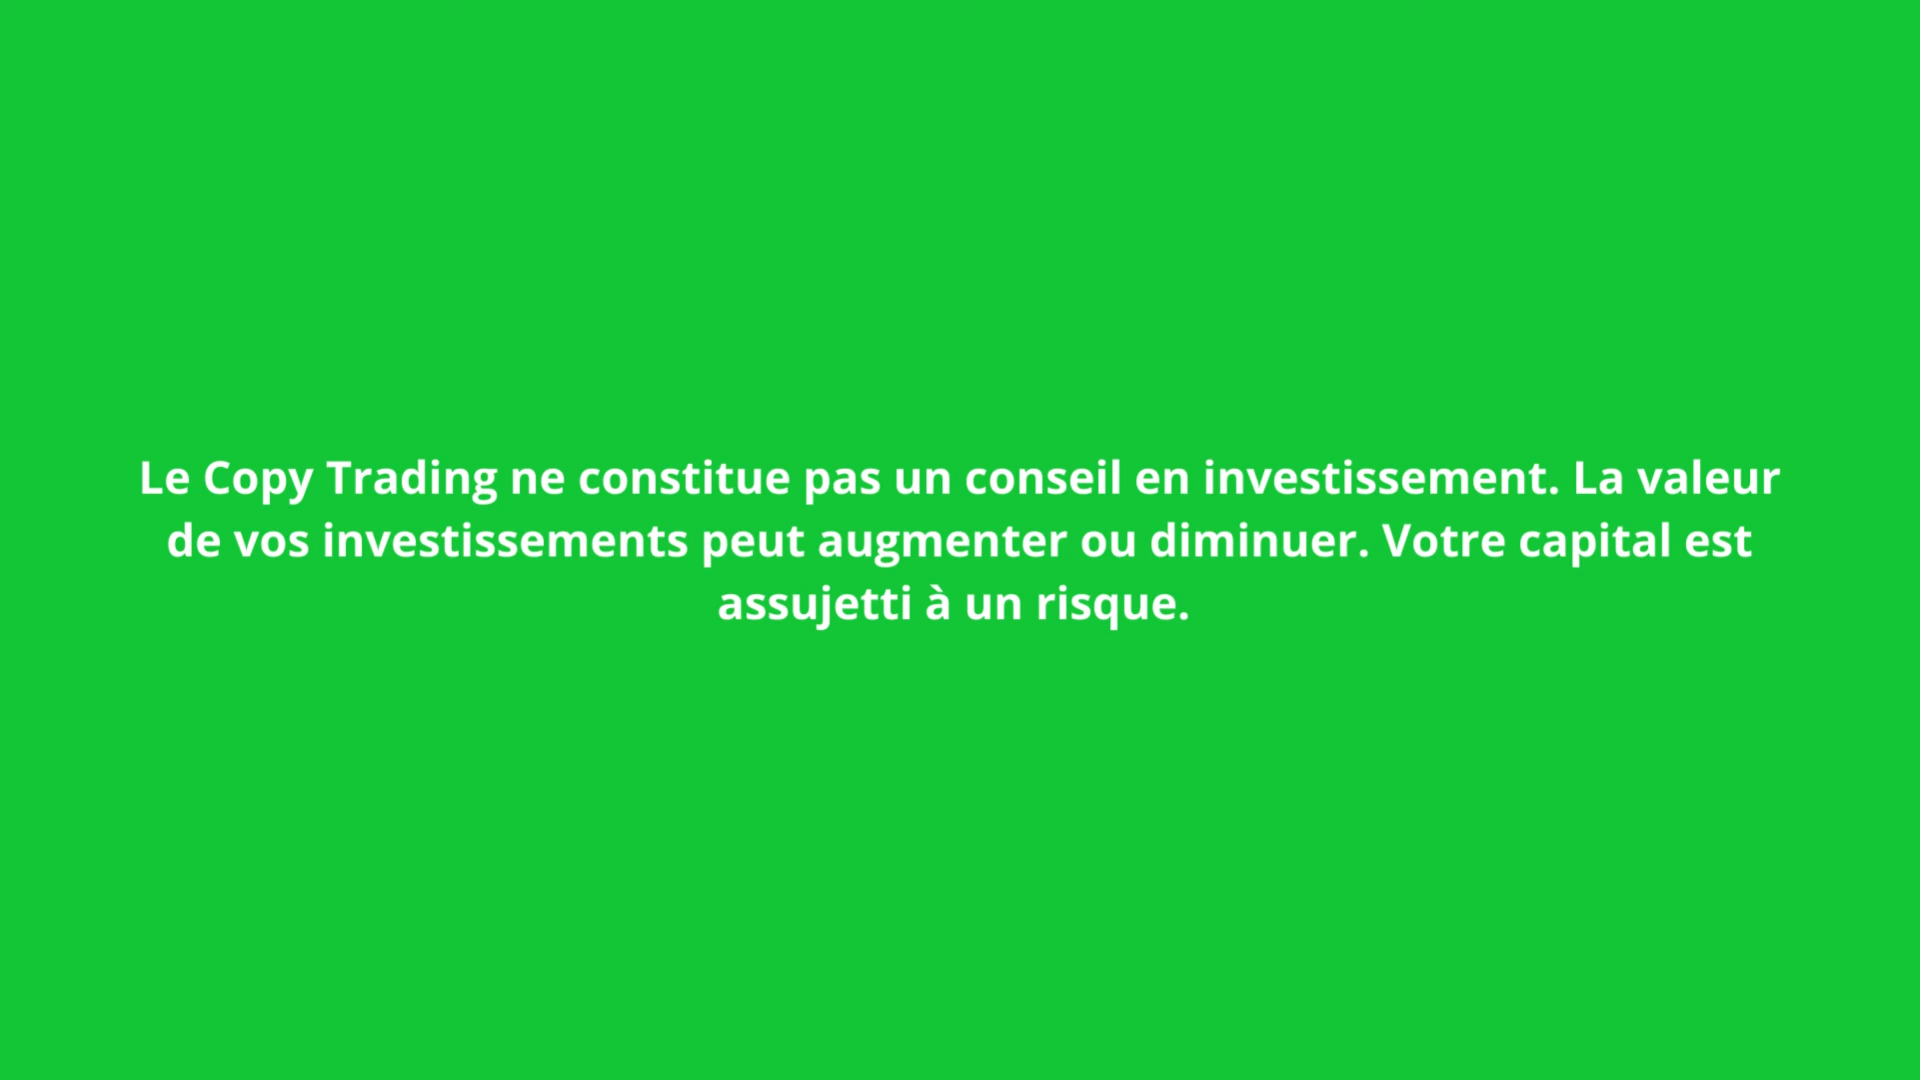 Le Copy Trading ne constitue pas un conseil en investissement. La valeur
de vos investissements peut augmenter ou diminuer. Votre capital est
assujetti à un risque.